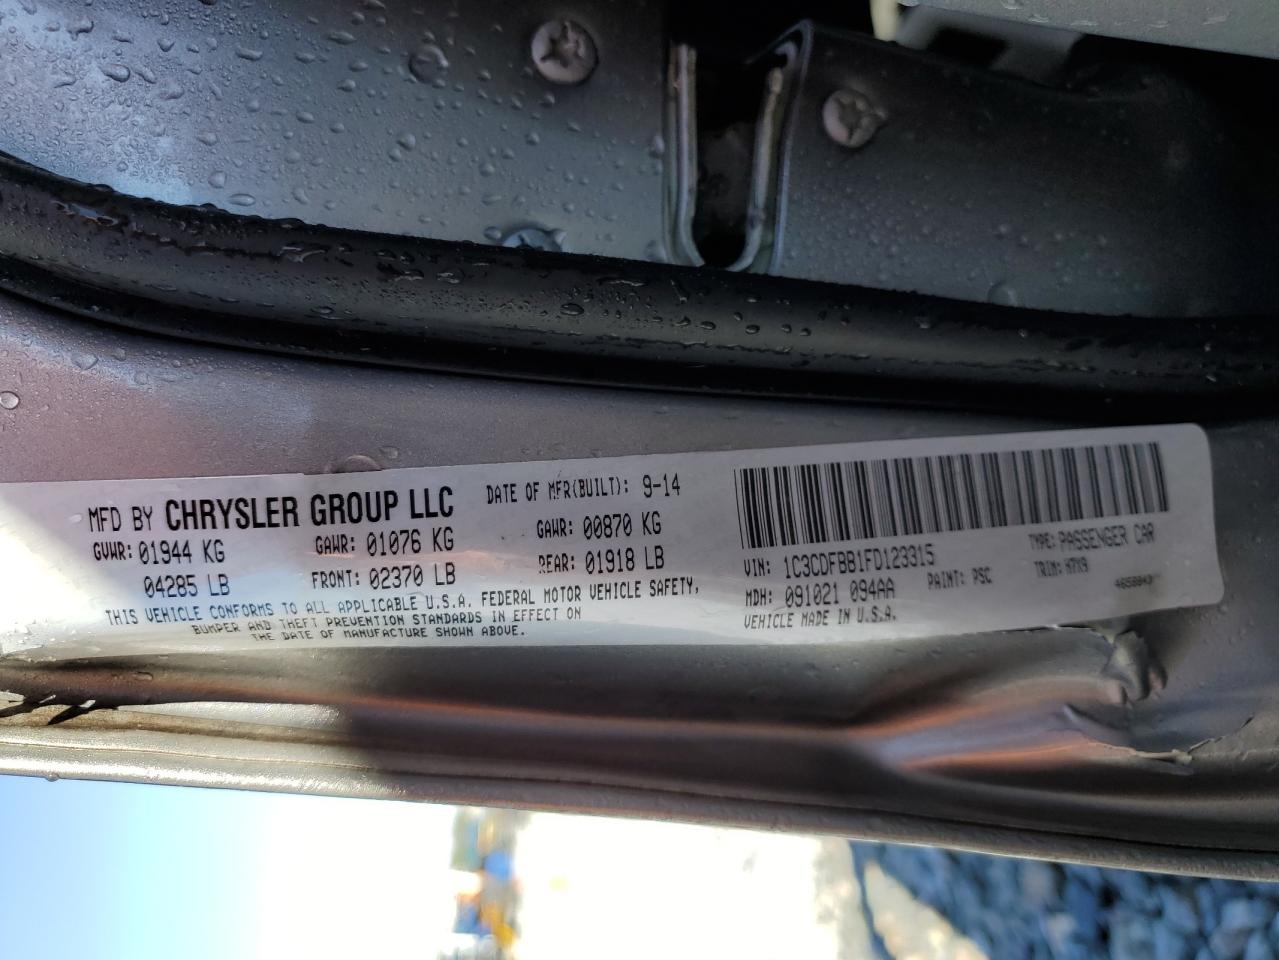 MFD BY CHRYSLER GROUP LLC DATE OF MFR(BUILT): 9-14
GVWR: 01944 KG GAWR: 01076 KG GAWR: 00870 KG
04285 LB FRONT: 02370 LB REAR: 01918 LB
THIS VEHICLE CONFORMS TO ALL APPLICABLE U.S.A. FEDERAL MOTOR VEHICLE SAFETY,
BUMPER AND THEFT PREVENTION STANDARDS IN EFFECT ON
THE DATE OF MANUFACTURE SHOWN ABOVE.
VIN: 1C3CDFBB1FD123315 TYPE: PASSENGER CAR
MDH: 091021 094AA PAINT: PSC TRIM: H7X9
VEHICLE MADE IN U.S.A.